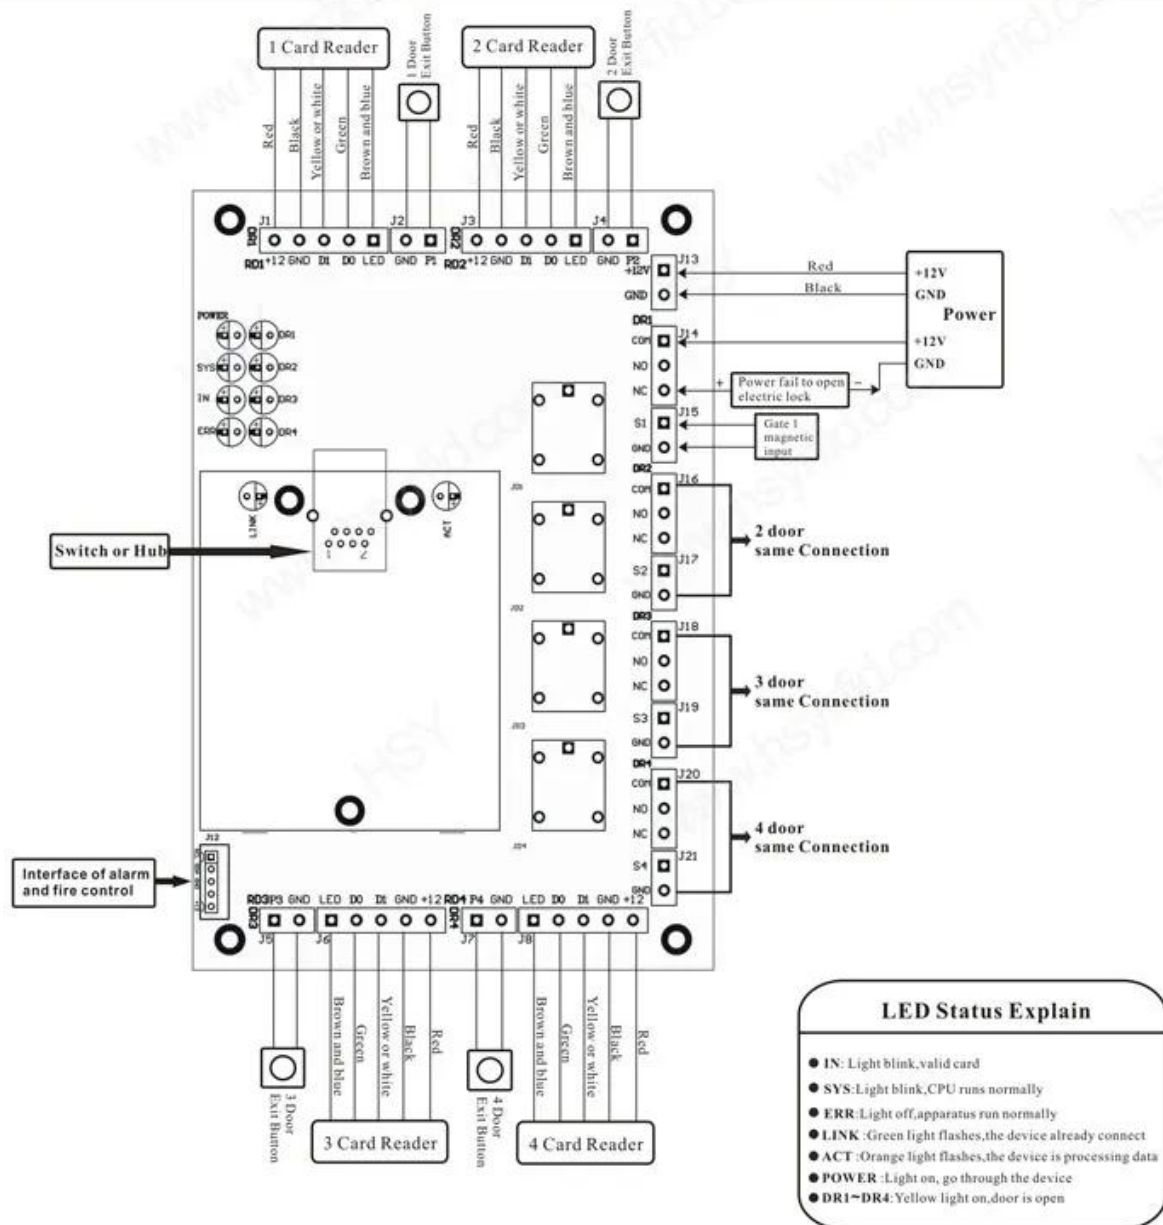 1 Card Reader
1 Door
Exit Button
2 Card Reader
2 Door
Exit Button
Red
Black
Yellow or white
Green
Brown and blue
Red
Black
Yellow or white
Green
Brown and blue
J1
J2
J3
J4
DR1
DR2
RD1 +12 GND D1 D0 LED
GND P1
RD2 +12 GND D1 D0 LED
GND P2
J13
+12V
GND
Red
Black
+12V
GND
Power
+12V
GND
DR1
J14
COM
NO
NC
+
Power fail to open
electric lock
−
J15
S1
GND
Gate 1
magnetic
input
POWER
DR1
SYS
DR2
IN
DR3
ERR
DR4
LINK
ACT
1
7
Switch or Hub
DR2
J16
COM
NO
NC
J17
S2
GND
2 door
same Connection
DR3
J18
COM
NO
NC
J19
S3
GND
3 door
same Connection
DR4
J20
COM
NO
NC
J21
S4
GND
4 door
same Connection
J12
Interface of alarm
and fire control
RD3 P3 GND
LED D0 D1 GND +12
RD4 P4 GND
LED D0 D1 GND +12
DR3
DR4
J5
J6
J7
J8
3 Door
Exit Button
Brown and blue
Green
Yellow or white
Black
Red
4 Door
Exit Button
Brown and blue
Green
Yellow or white
Black
Red
3 Card Reader
4 Card Reader
LED Status Explain
● IN: Light blink,valid card
● SYS:Light blink,CPU runs normally
● ERR:Light off,apparatus run normally
● LINK :Green light flashes,the device already connect
● ACT :Orange light flashes,the device is processing data
● POWER :Light on, go through the device
● DR1~DR4:Yellow light on,door is open
www.hsyrfid.com
HSY